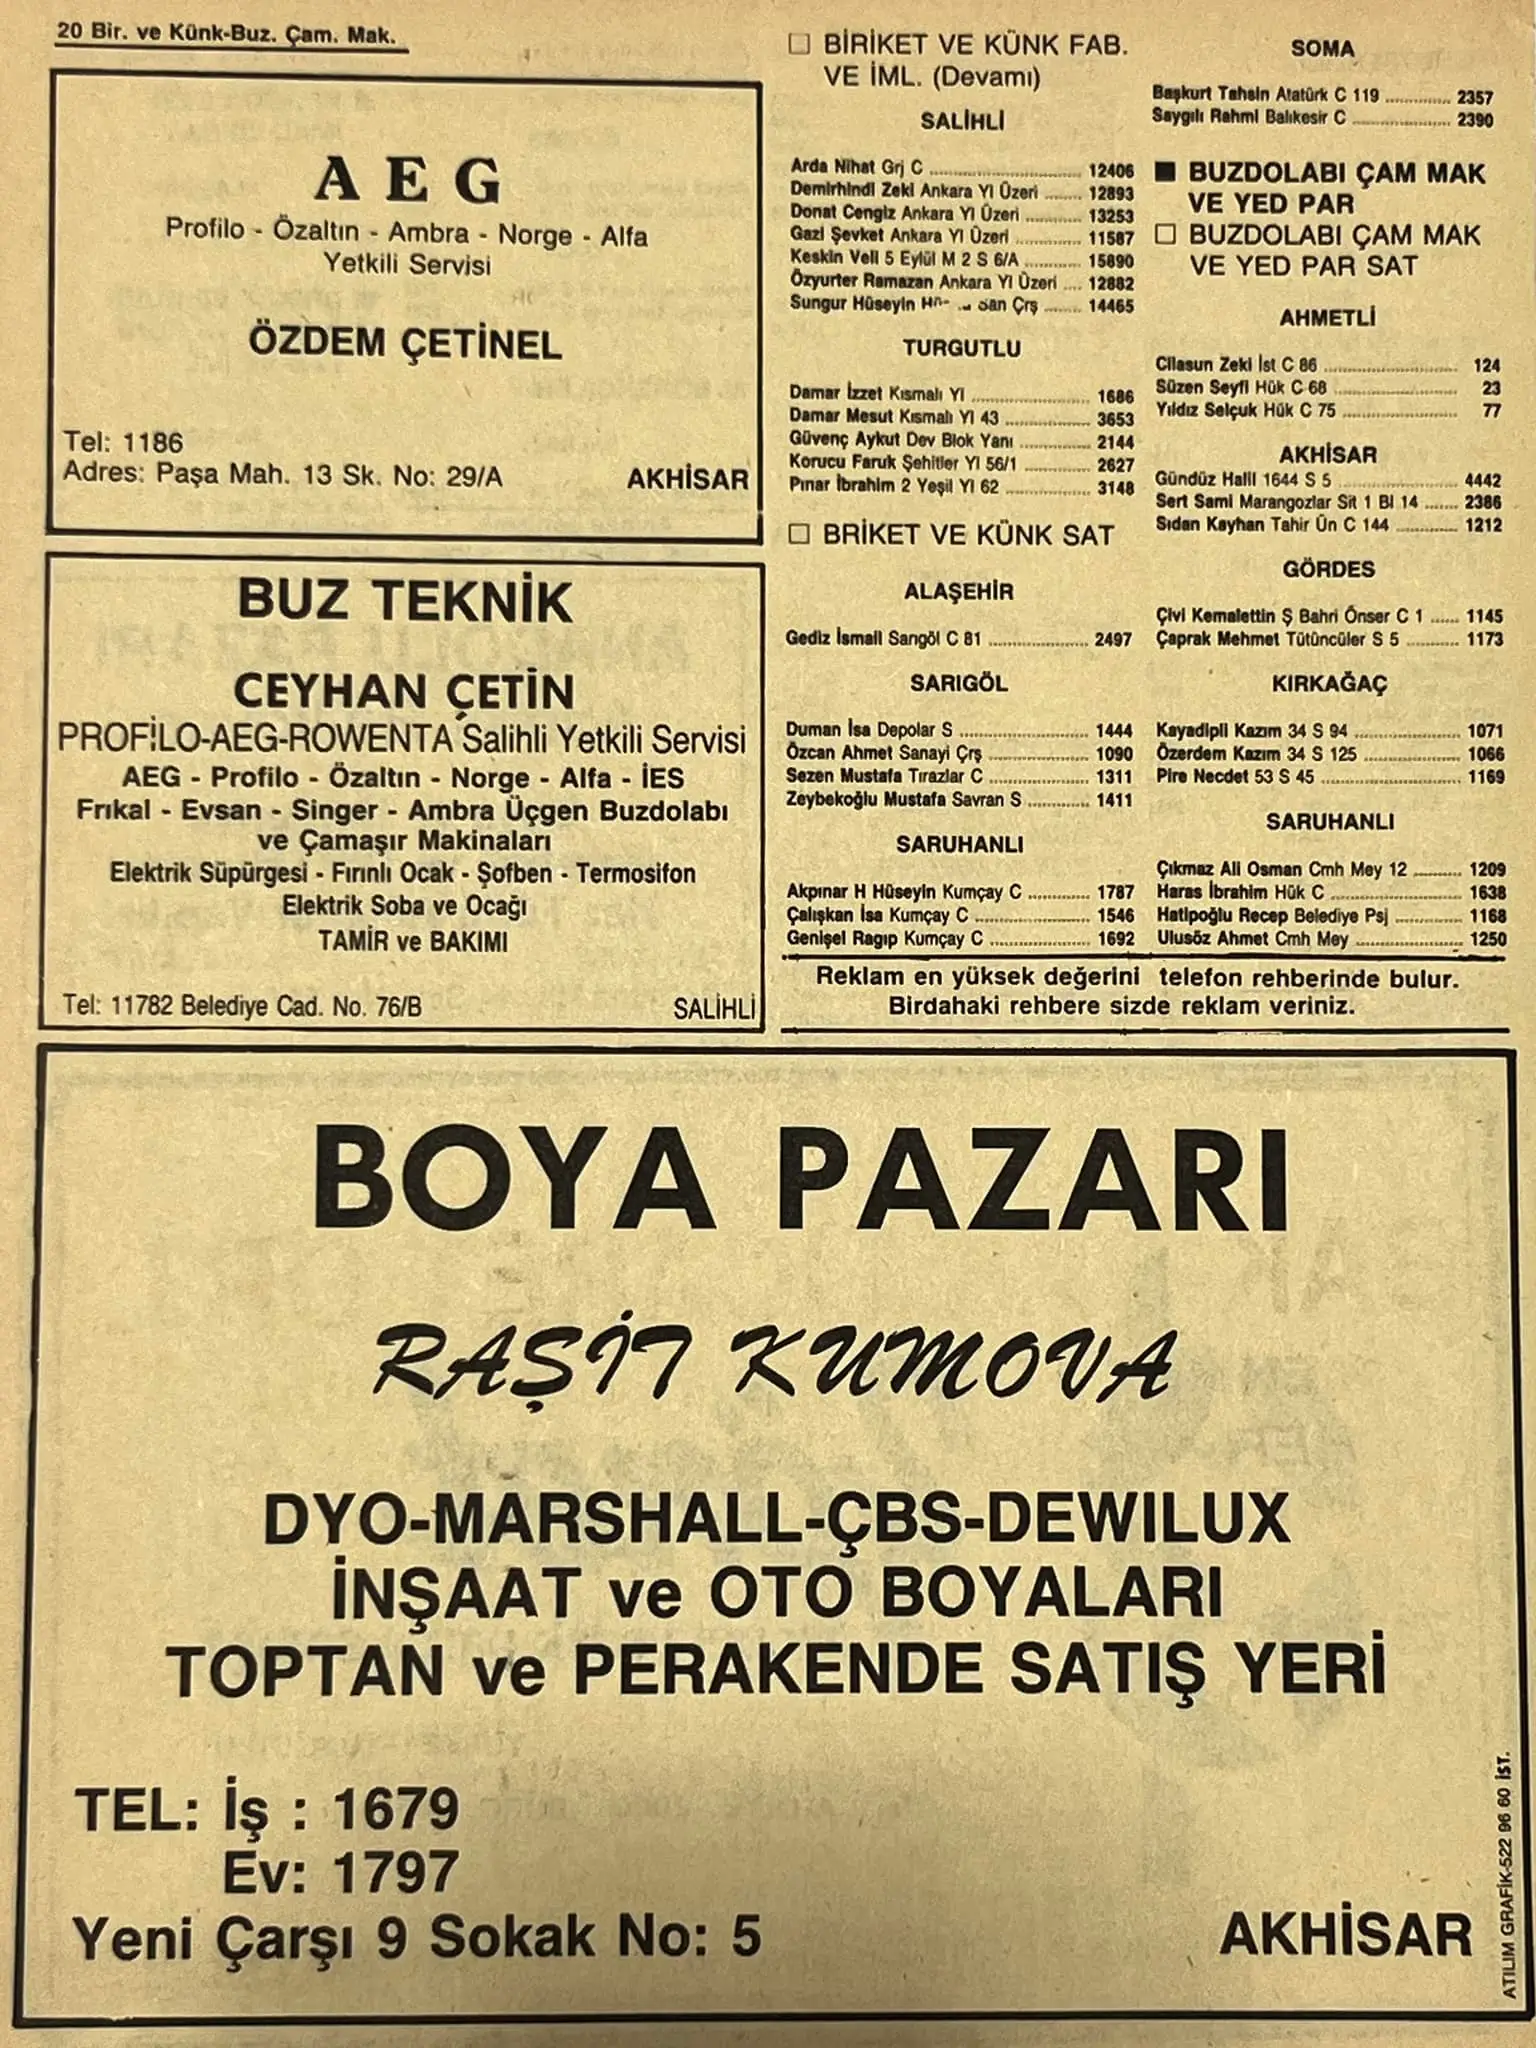 20 Bir. ve Künk-Buz. Çam. Mak.
AEG
Profilo - Özaltın - Ambra - Norge - Alfa
Yetkili Servisi
ÖZDEM ÇETİNEL
Tel: 1186
Adres: Paşa Mah. 13 Sk. No: 29/A AKHİSAR
BUZ TEKNİK
CEYHAN ÇETİN
PROFİLO-AEG-ROWENTA Salihli Yetkili Servisi
AEG - Profilo - Özaltın - Norge - Alfa - İES
Frıkal - Evsan - Singer - Ambra Üçgen Buzdolabı
ve Çamaşır Makinaları
Elektrik Süpürgesi - Fırınlı Ocak - Şofben - Termosifon
Elektrik Soba ve Ocağı
TAMİR ve BAKIMI
Tel: 11782 Belediye Cad. No. 76/B SALİHLİ
□ BİRİKET VE KÜNK FAB.
VE İML. (Devamı)
SALİHLİ
Arda Nihat Grj C ........ 12406
Demirhindi Zeki Ankara Yl Üzeri ........ 12893
Donat Cengiz Ankara Yl Üzeri ........ 13253
Gazi Şevket Ankara Yl Üzeri ........ 11587
Keskin Veli 5 Eylül M 2 S 6/A ........ 15890
Özyurter Ramazan Ankara Yl Üzeri .... 12882
Sungur Hüseyin San Çrş ........ 14465
TURGUTLU
Damar İzzet Kısmalı Yl ........ 1686
Damar Mesut Kısmalı Yl 43 ........ 3653
Güvenç Aykut Dev Blok Yanı ........ 2144
Korucu Faruk Şehitler Yl 56/1 ........ 2627
Pınar İbrahim 2 Yeşil Yl 62 ........ 3148
□ BRİKET VE KÜNK SAT
ALAŞEHİR
Gediz İsmail Sarıgöl C 81 ........ 2497
SARIGÖL
Duman İsa Depolar S ........ 1444
Özcan Ahmet Sanayi Çrş ........ 1090
Sezen Mustafa Tırazlar C ........ 1311
Zeybekoğlu Mustafa Savran S ........ 1411
SARUHANLI
Akpınar H Hüseyin Kumçay C ........ 1787
Çalışkan İsa Kumçay C ........ 1546
Genişel Ragıp Kumçay C ........ 1692
SOMA
Başkurt Tahsin Atatürk C 119 ........ 2357
Saygılı Rahmi Balıkesir C ........ 2390
■ BUZDOLABI ÇAM MAK
VE YED PAR
□ BUZDOLABI ÇAM MAK
VE YED PAR SAT
AHMETLİ
Cilasun Zeki İst C 86 ........ 124
Süzen Seyfi Hük C 68 ........ 23
Yıldız Selçuk Hük C 75 ........ 77
AKHİSAR
Gündüz Halil 1644 S 5 ........ 4442
Sert Sami Marangozlar Sit 1 Bl 14 ....... 2386
Sıdan Kayhan Tahir Ün C 144 ........ 1212
GÖRDES
Çivi Kemalettin Ş Bahri Önser C 1 ...... 1145
Çaprak Mehmet Tütüncüler S 5 ........ 1173
KIRKAĞAÇ
Kayadipli Kazım 34 S 94 ........ 1071
Özerdem Kazım 34 S 125 ........ 1066
Pire Necdet 53 S 45 ........ 1169
SARUHANLI
Çıkmaz Ali Osman Cmh Mey 12 ........ 1209
Haras İbrahim Hük C ........ 1638
Hatipoğlu Recep Belediye Psj ........ 1168
Ulusöz Ahmet Cmh Mey ........ 1250
Reklam en yüksek değerini telefon rehberinde bulur.
Birdahaki rehbere sizde reklam veriniz.
BOYA PAZARI
RAŞİT KUMOVA
DYO-MARSHALL-ÇBS-DEWILUX
İNŞAAT ve OTO BOYALARI
TOPTAN ve PERAKENDE SATIŞ YERİ
TEL: İş : 1679
Ev: 1797
Yeni Çarşı 9 Sokak No: 5 AKHİSAR
ATILIM GRAFİK-522 96 60 İST.